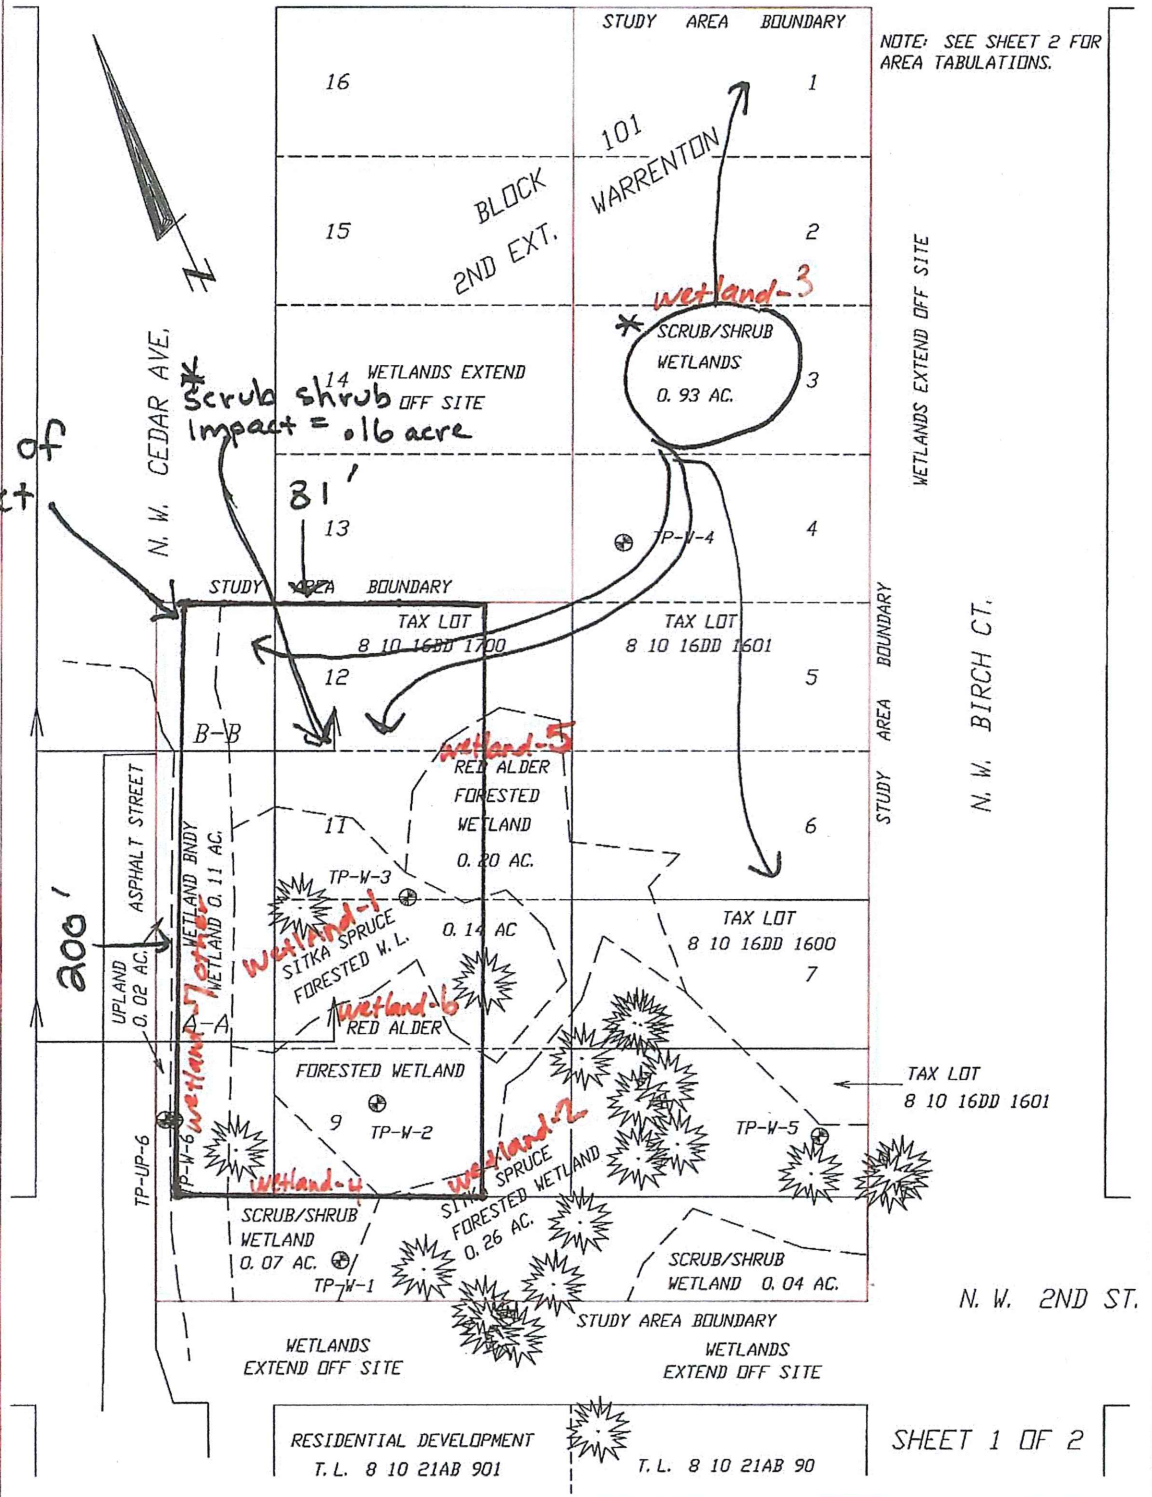 STUDY AREA BOUNDARY
NOTE: SEE SHEET 2 FOR
AREA TABULATIONS.
16
1
101
BLOCK
WARRENTON
2ND EXT.
15
2
N
wetland-3
*
SCRUB/SHRUB
WETLANDS
0.93 AC.
3
WETLANDS EXTEND OFF SITE
N.W. CEDAR AVE.
*
14
WETLANDS EXTEND
OFF SITE
scrub shrub
impact = .16 acre
of
81'
13
TP-W-4
4
STUDY AREA BOUNDARY
TAX LOT
8 10 16DD 1700
TAX LOT
8 10 16DD 1601
12
5
STUDY AREA BOUNDARY
N.W. BIRCH CT.
B-B
wetland-5
RED ALDER
FORESTED
WETLAND
0.20 AC.
ASPHALT STREET
WETLAND BNDY
WETLAND 0.11 AC.
11
6
TP-W-3
200'
wetland-1
SITKA SPRUCE
FORESTED W.L.
0.14 AC
TAX LOT
8 10 16DD 1600
7
UPLAND
0.02 AC.
wetland-7 other
A-A
wetland-6
RED ALDER
FORESTED WETLAND
TAX LOT
8 10 16DD 1601
9
TP-W-2
TP-W-5
TP-UP-6
TP-W-6
wetland-2
SITKA SPRUCE
FORESTED WETLAND
0.26 AC.
wetland-4
SCRUB/SHRUB
WETLAND
0.07 AC.
TP-W-1
SCRUB/SHRUB
WETLAND 0.04 AC.
N.W. 2ND ST.
STUDY AREA BOUNDARY
WETLANDS
EXTEND OFF SITE
WETLANDS
EXTEND OFF SITE
RESIDENTIAL DEVELOPMENT
T.L. 8 10 21AB 901
T.L. 8 10 21AB 90
SHEET 1 OF 2